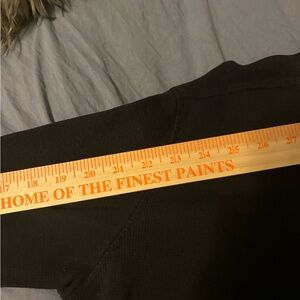 17 18 19 20 21 22 23 24 25 26 27
HOME OF THE FINEST PAINTS